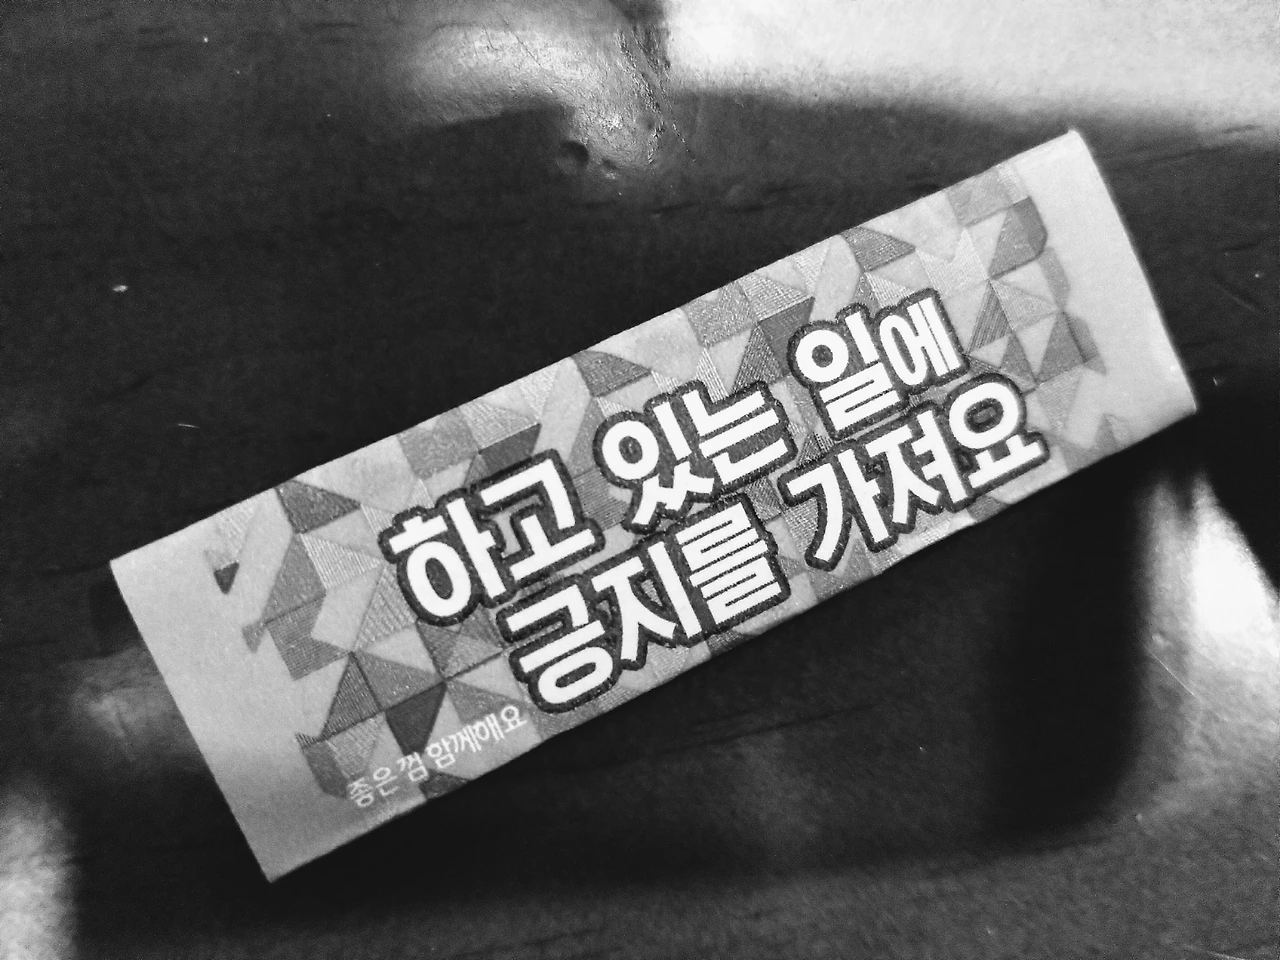 하고 있는 일에
긍지를 가져요
좋은껌 함께해요